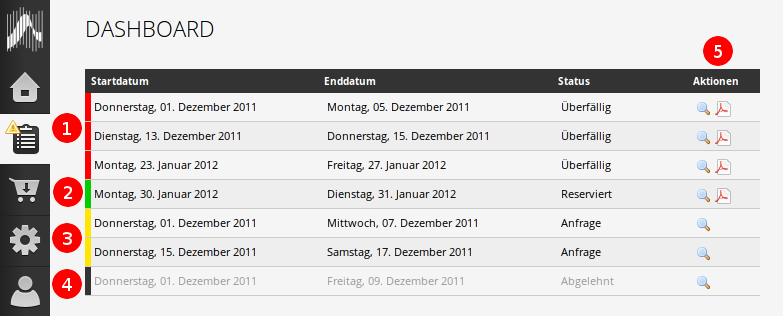 DASHBOARD
5
Startdatum Enddatum Status Aktionen
Donnerstag, 01. Dezember 2011 Montag, 05. Dezember 2011 Überfällig
1
Dienstag, 13. Dezember 2011 Donnerstag, 15. Dezember 2011 Überfällig
Montag, 23. Januar 2012 Freitag, 27. Januar 2012 Überfällig
2
Montag, 30. Januar 2012 Dienstag, 31. Januar 2012 Reserviert
Donnerstag, 01. Dezember 2011 Mittwoch, 07. Dezember 2011 Anfrage
3
Donnerstag, 15. Dezember 2011 Samstag, 17. Dezember 2011 Anfrage
4
Donnerstag, 01. Dezember 2011 Freitag, 09. Dezember 2011 Abgelehnt